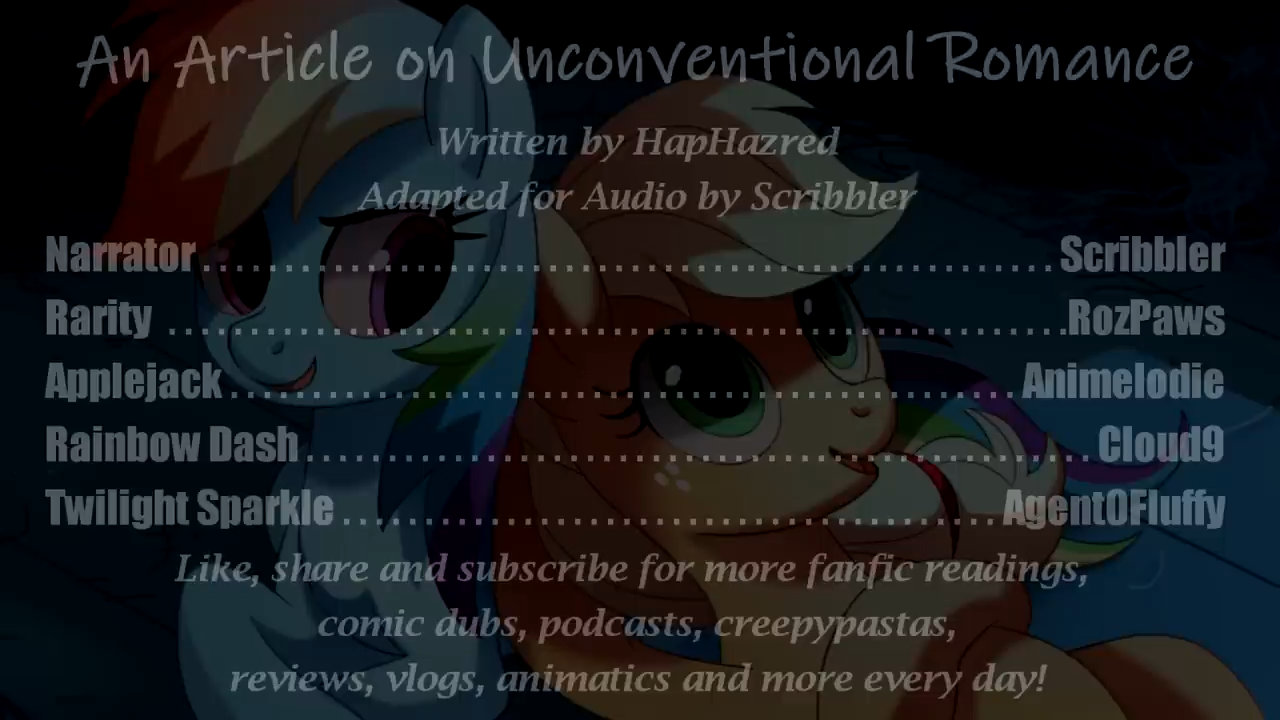 An Article on Unconventional Romance
Written by HapHazred
Adapted for Audio by Scribbler
Narrator......................................................Scribbler
Rarity .........................................................RozPaws
Applejack.................................................Animelodie
Rainbow Dash..................................................Cloud9
Twilight Sparkle..........................................AgentOFluffy
Like, share and subscribe for more fanfic readings,
comic dubs, podcasts, creepypastas,
reviews, vlogs, animatics and more every day!